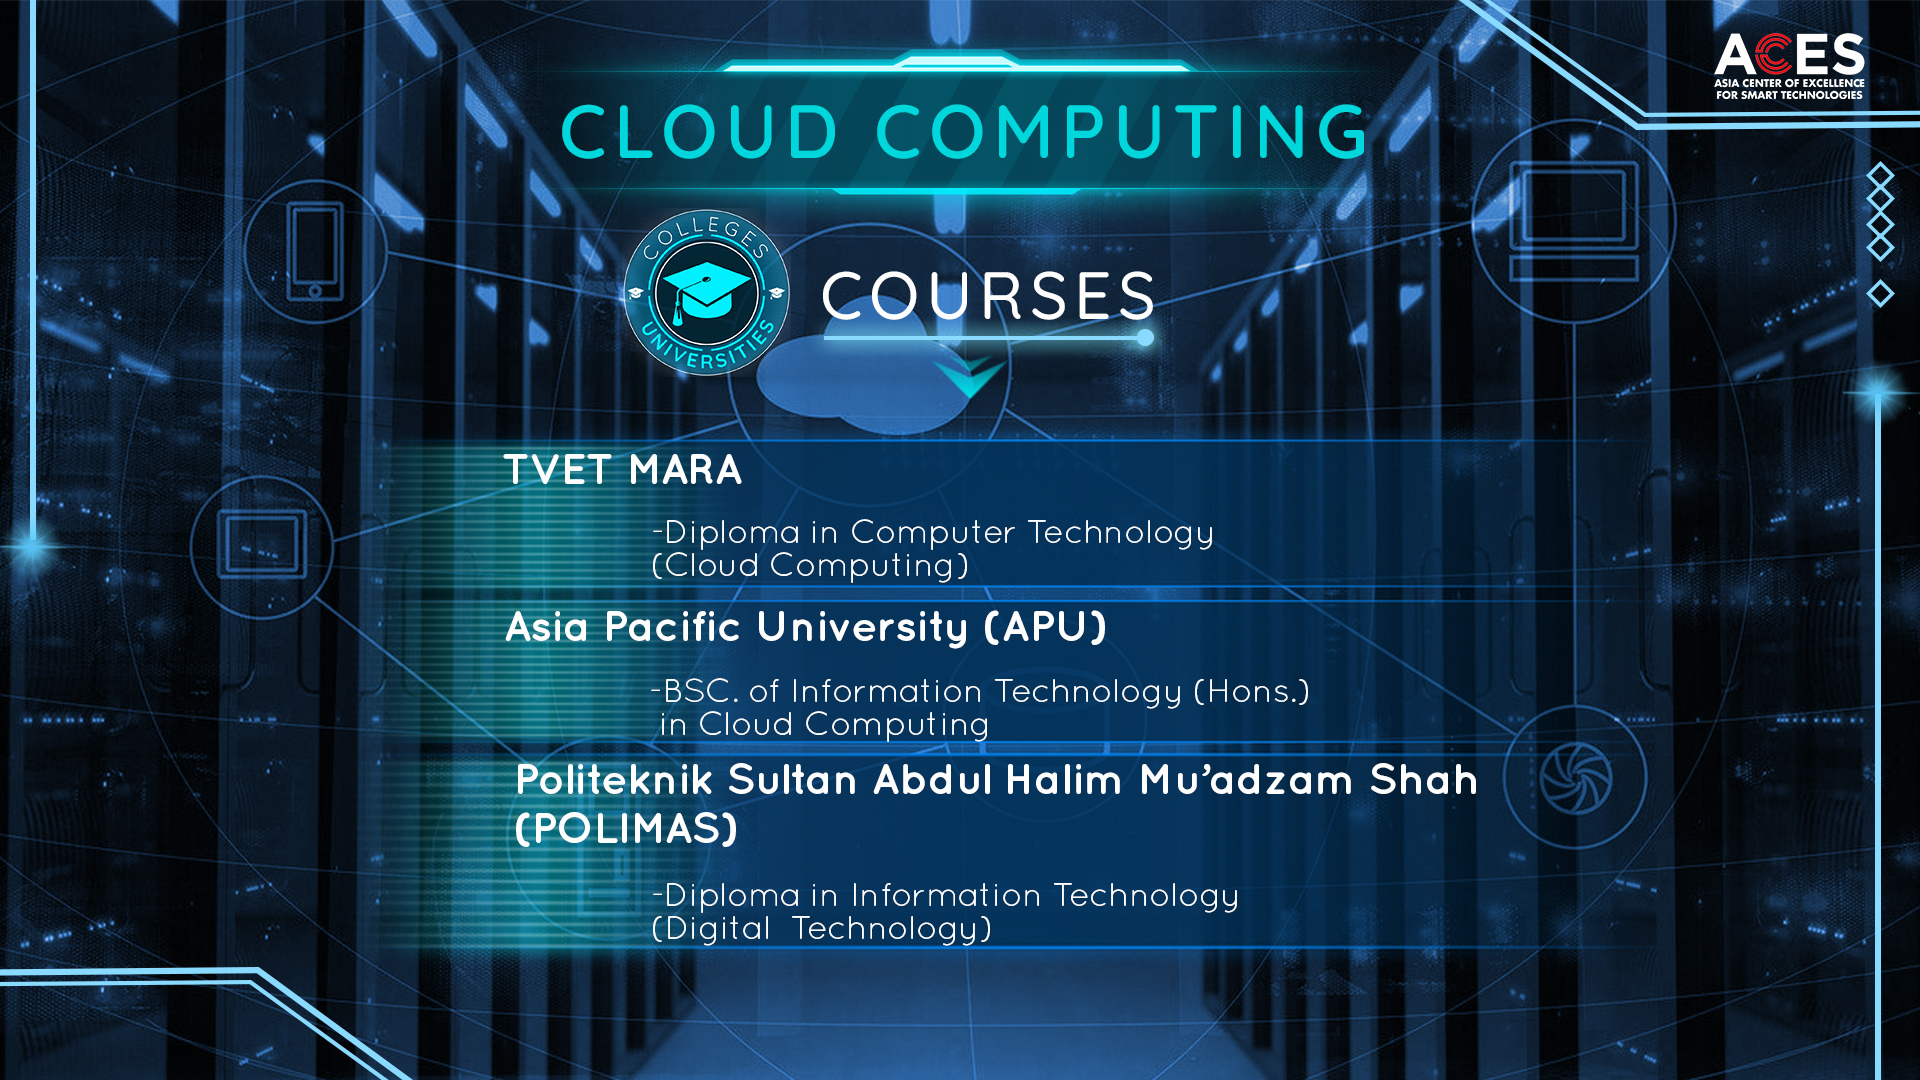 ACES
ASIA CENTER OF EXCELLENCE
FOR SMART TECHNOLOGIES
CLOUD COMPUTING
COLLEGES
UNIVERSITIES
COURSES
TVET MARA
-Diploma in Computer Technology
(Cloud Computing)
Asia Pacific University (APU)
-BSC. of Information Technology (Hons.)
in Cloud Computing
Politeknik Sultan Abdul Halim Mu’adzam Shah
(POLIMAS)
-Diploma in Information Technology
(Digital Technology)